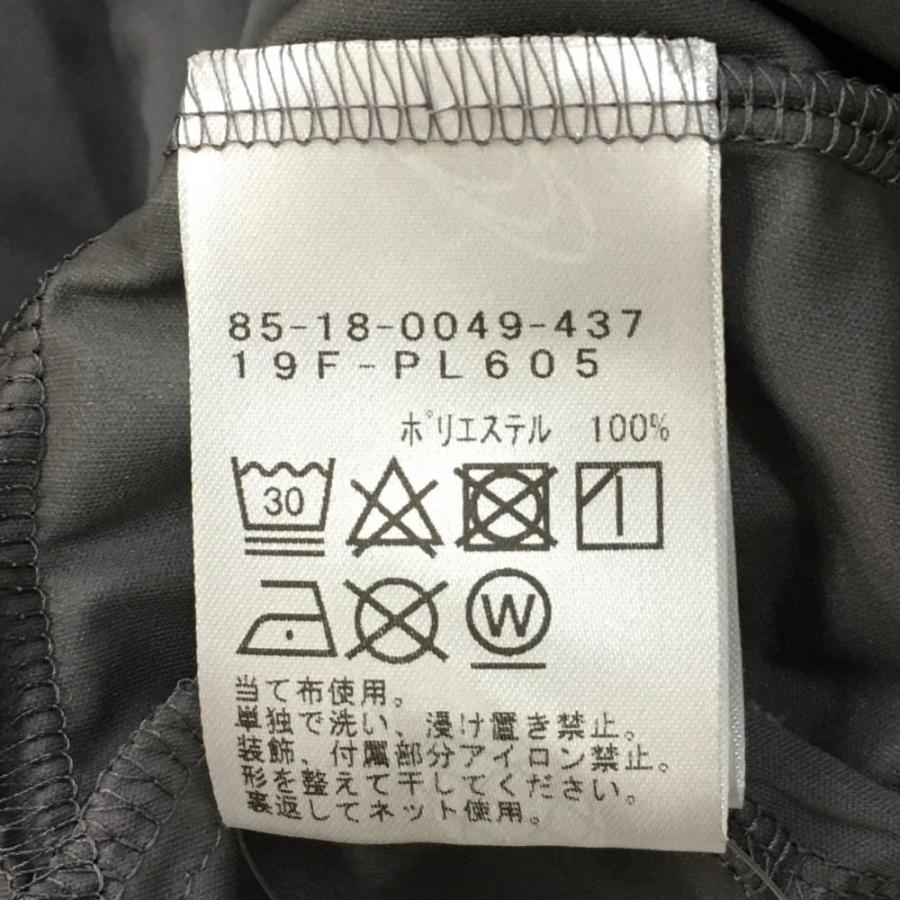 85-18-0049-437
19F-PL605
ポリエステル 100%
30
W
当て布使用。
単独で洗い、浸け置き禁止。
装飾、付属部分アイロン禁止。
形を整えて干してください。
裏返してネット使用。